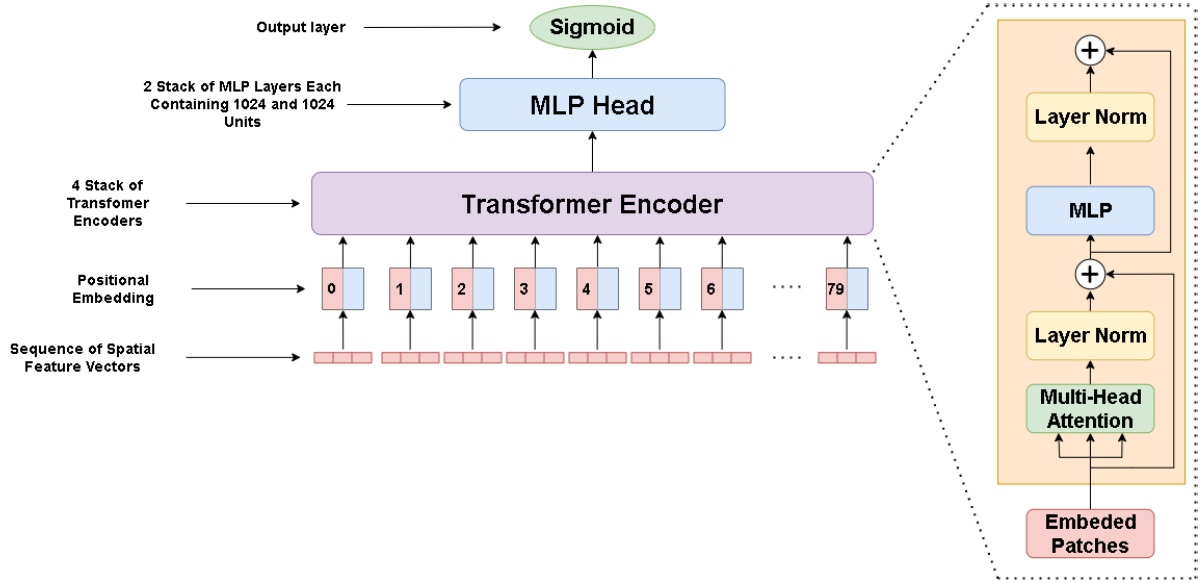 Output layer
Sigmoid
2 Stack of MLP Layers Each
Containing 1024 and 1024
Units
MLP Head
4 Stack of
Transfomer
Encoders
Transformer Encoder
Positional
Embedding
0 1 2 3 4 5 6 ···· 79
Sequence of Spatial
Feature Vectors
····
+
Layer Norm
MLP
+
Layer Norm
Multi-Head
Attention
Embeded
Patches